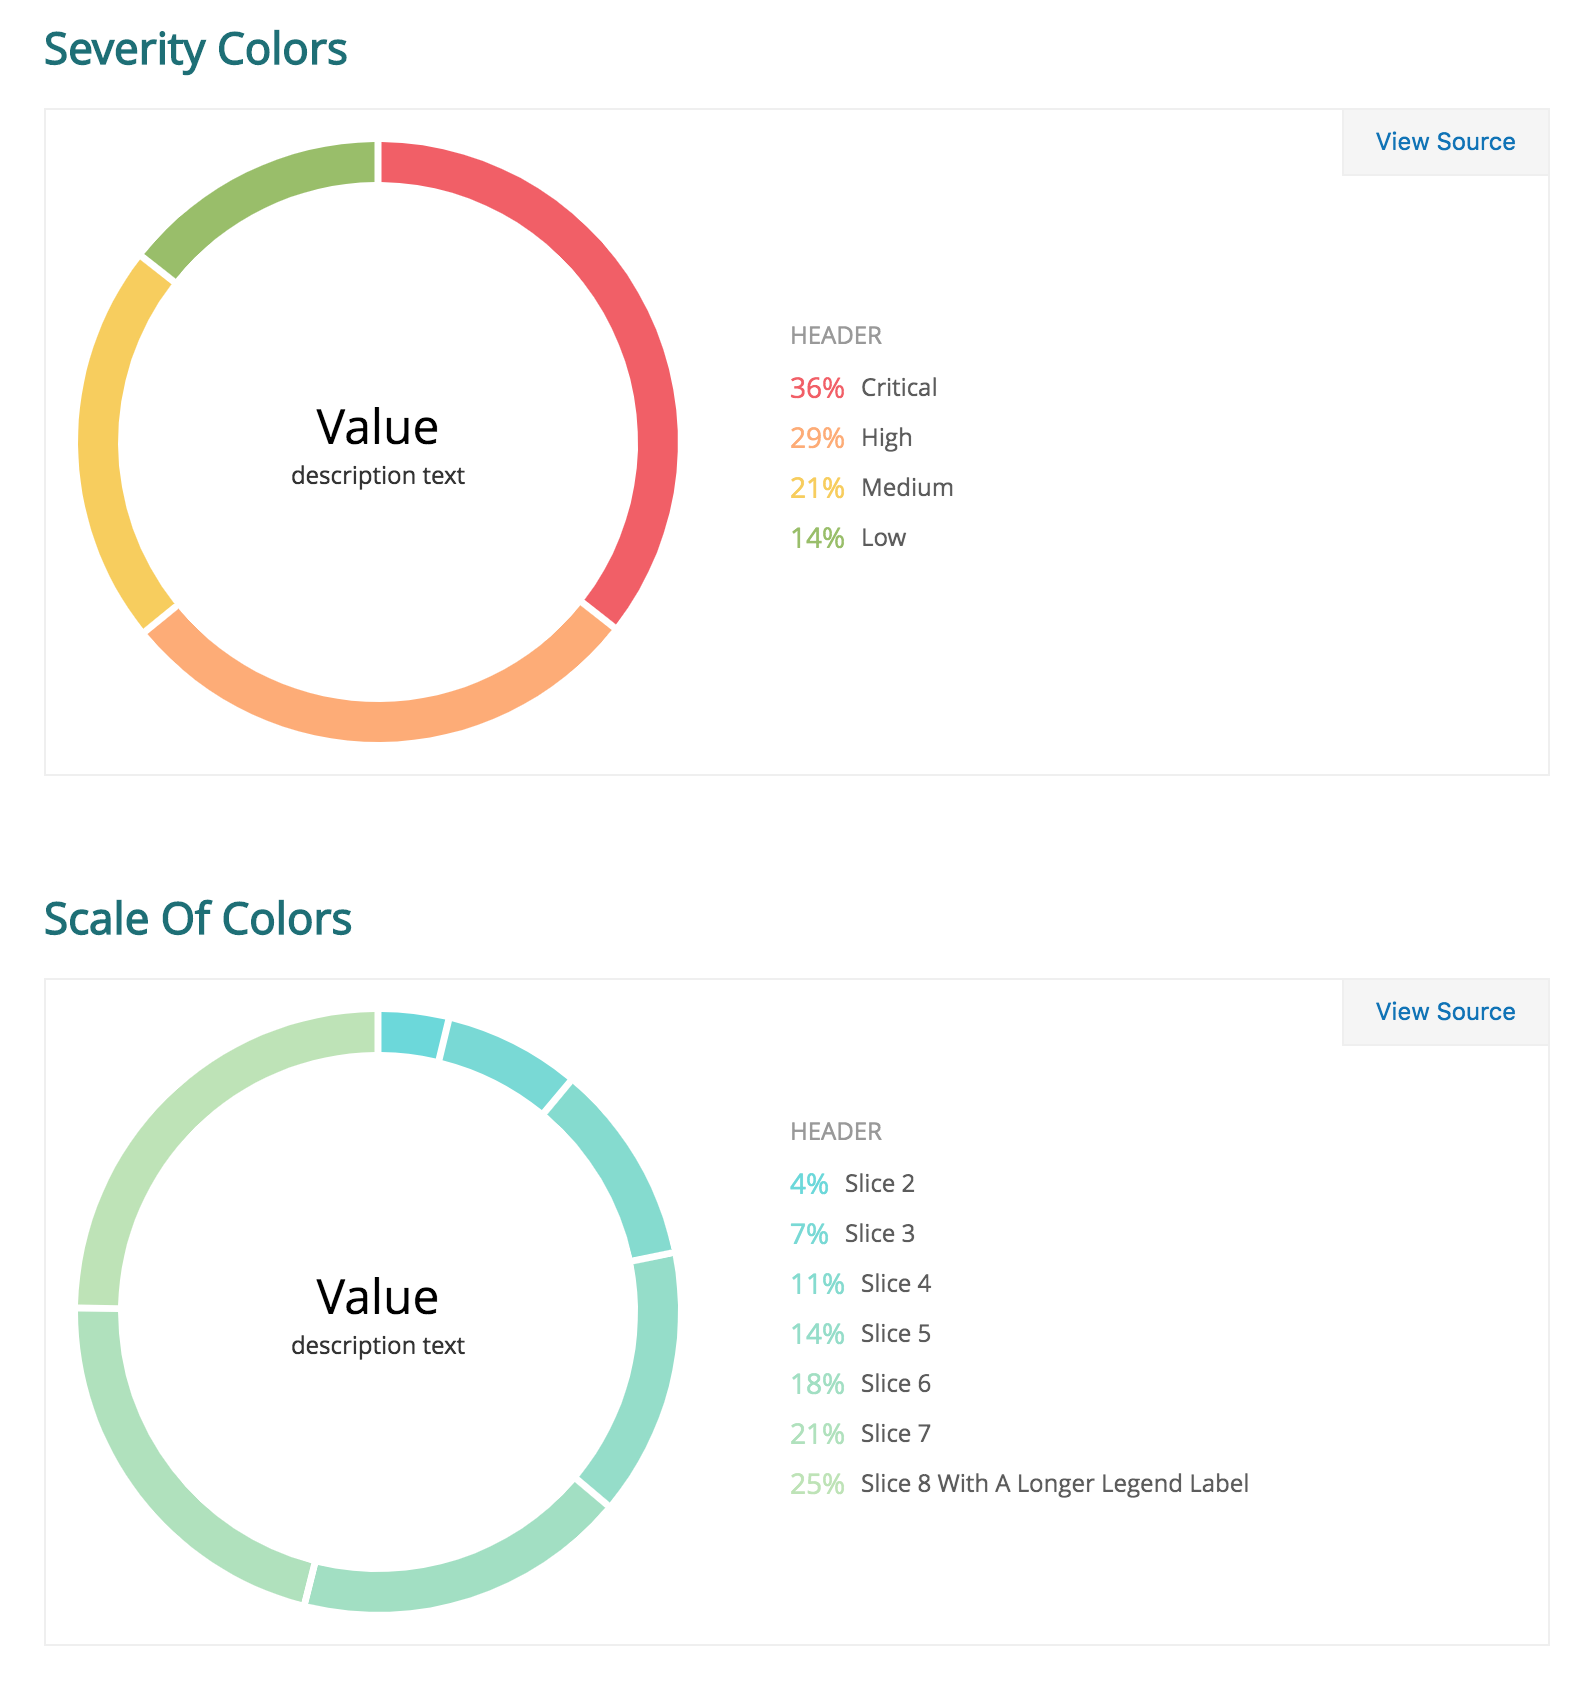 Severity Colors
View Source
Value
description text
HEADER
36% Critical
29% High
21% Medium
14% Low
Scale Of Colors
View Source
Value
description text
HEADER
4% Slice 2
7% Slice 3
11% Slice 4
14% Slice 5
18% Slice 6
21% Slice 7
25% Slice 8 With A Longer Legend Label